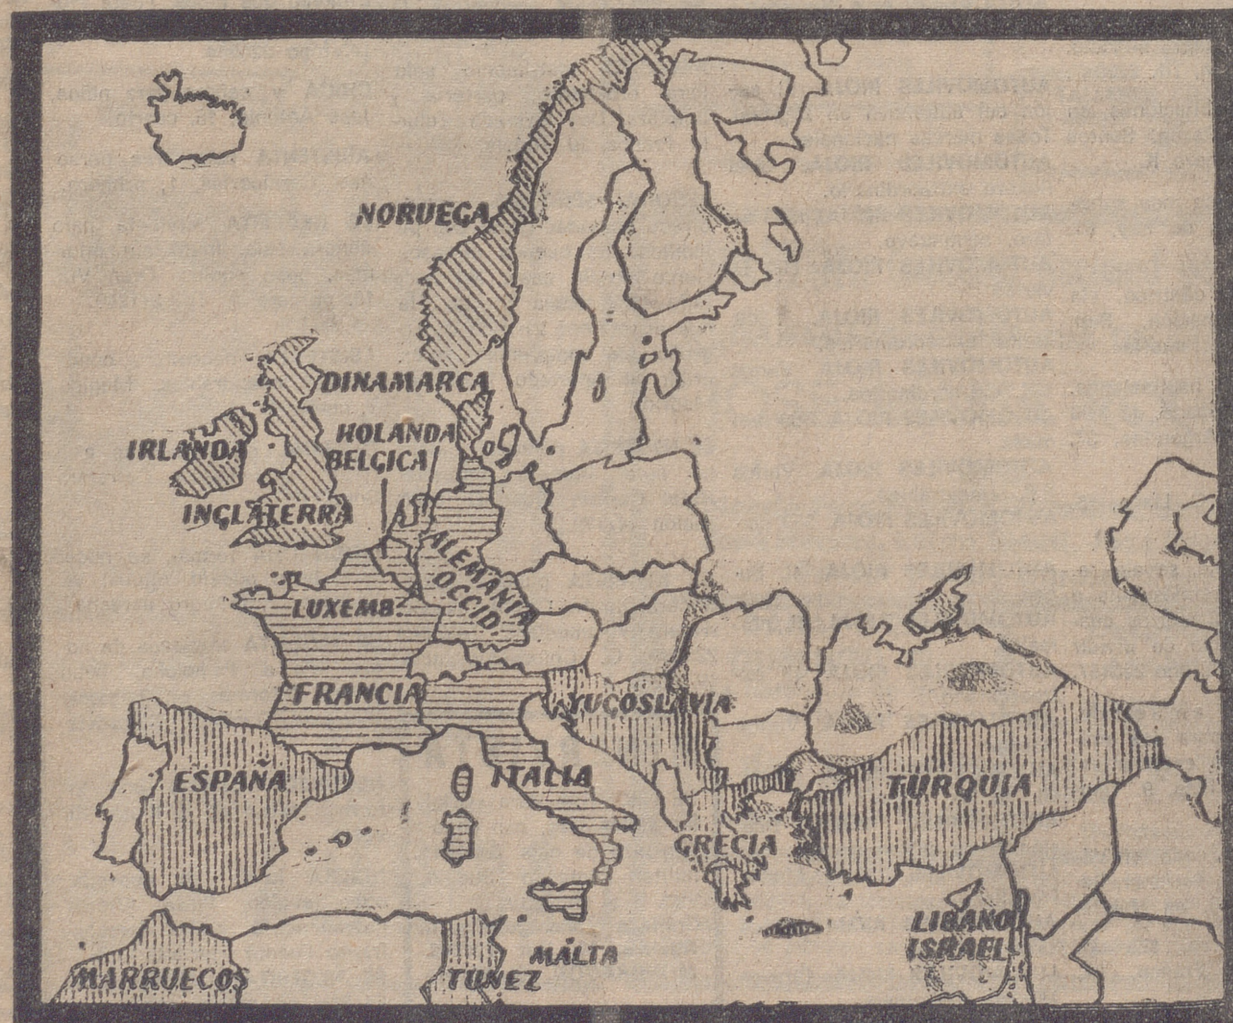 NORUEGA
DINAMARCA
HOLANDA
BELGICA
IRLANDA
INGLATERRA
ALEMANIA
OCCID.
LUXEMB.
FRANCIA
YUGOSLAVIA
ESPAÑA
ITALIA
TURQUIA
GRECIA
LIBANO
ISRAEL
MÁLTA
MARRUECOS
TUNEZ